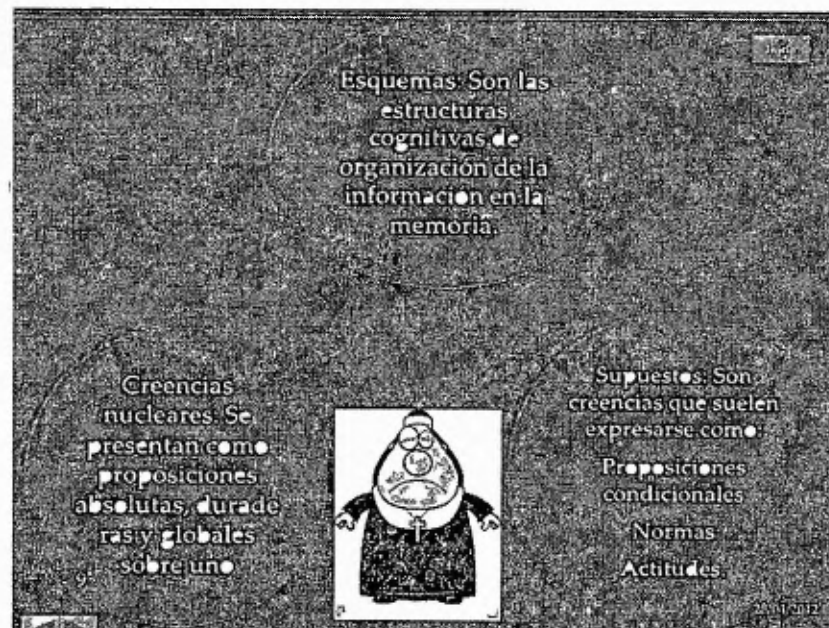 Esquemas: Son las
estructuras
cognitivas de
organización de la
información en la
memoria.
Creencias
nucleares: Se
presentan como
proposiciones
absolutas, durade
ras y globales
sobre uno
9
Supuestos: Son
creencias que suelen
expresarse como:
Proposiciones
condicionales
Normas
Actitudes.